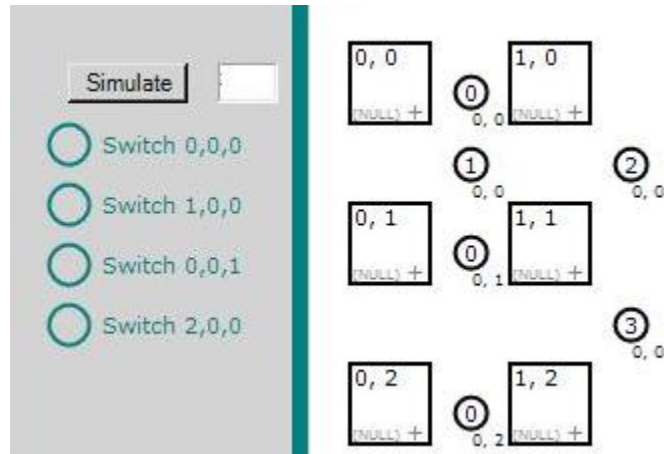 Simulate
Switch 0,0,0
Switch 1,0,0
Switch 0,0,1
Switch 2,0,0
0, 0
[NULL] +
0
0, 0
1, 0
[NULL] +
1
0, 0
2
0, 0
0, 1
[NULL] +
0
0, 1
1, 1
[NULL] +
3
0, 0
0, 2
[NULL] +
0
0, 2
1, 2
[NULL] +